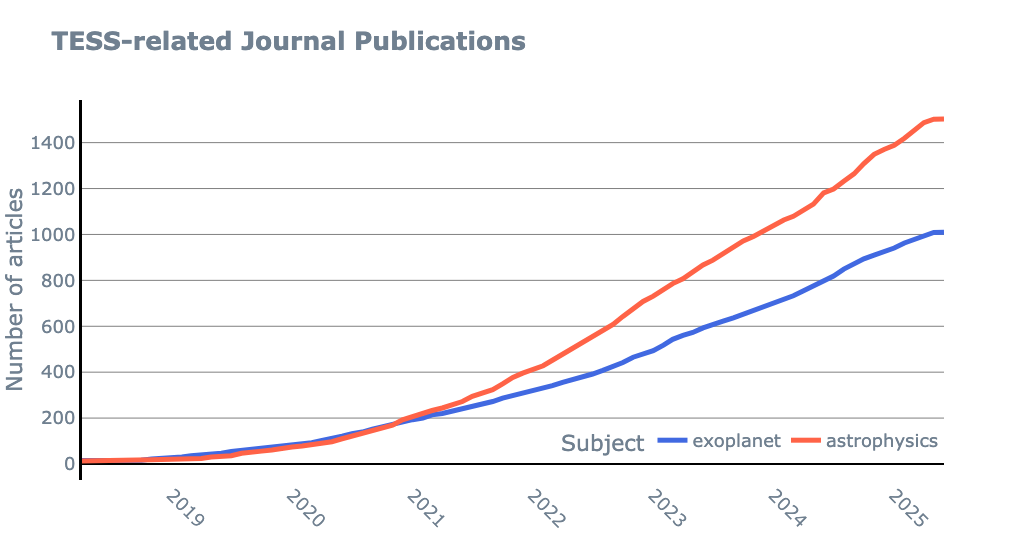 TESS-related Journal Publications
Number of articles
1400
1200
1000
800
600
400
200
0
Subject exoplanet astrophysics
2019 2020 2021 2022 2023 2024 2025